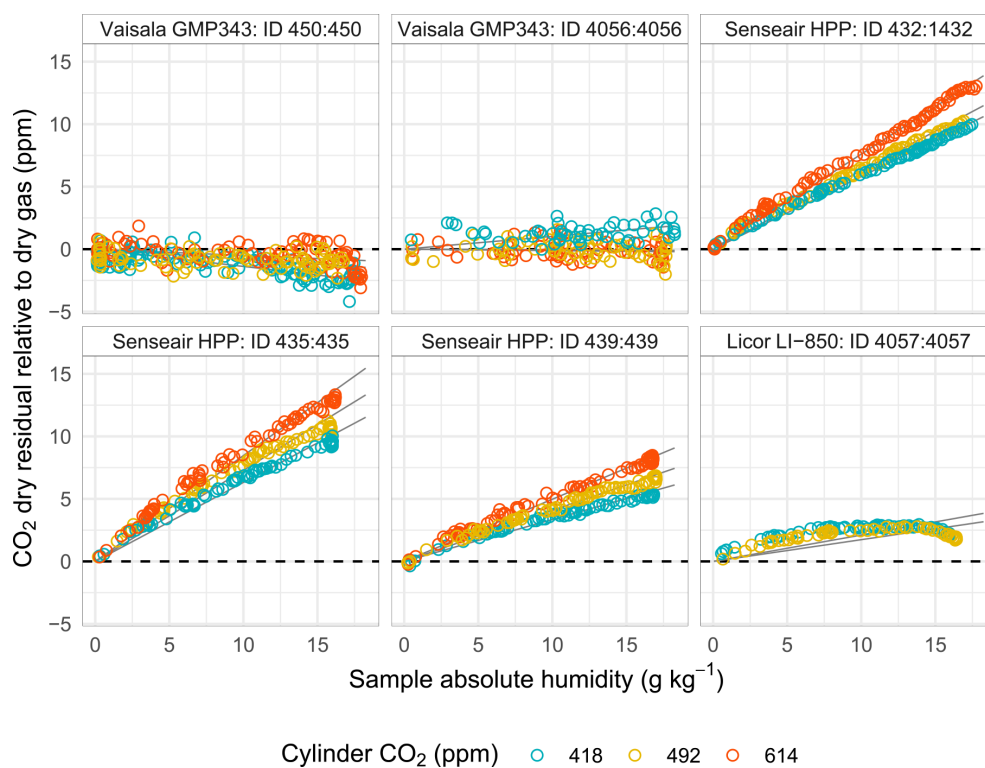 Vaisala GMP343: ID 450:450
Vaisala GMP343: ID 4056:4056
Senseair HPP: ID 432:1432
15
10
5
0
−5
Senseair HPP: ID 435:435
Senseair HPP: ID 439:439
Licor LI−850: ID 4057:4057
15
10
5
0
−5
0 5 10 15
0 5 10 15
0 5 10 15
CO₂ dry residual relative to dry gas (ppm)
Sample absolute humidity (g kg⁻¹)
Cylinder CO₂ (ppm) 418 492 614